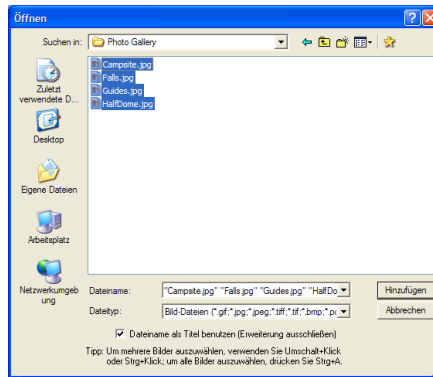 Öffnen
Suchen in: Photo Gallery
Campsite.jpg
Falls.jpg
Guides.jpg
HalfDome.jpg
Zuletzt
verwendete D...
Desktop
Eigene Dateien
Arbeitsplatz
Netzwerkumgeb
ung
Dateiname: "Campsite.jpg" "Falls.jpg" "Guides.jpg" "HalfDo
Hinzufügen
Dateityp: Bild-Dateien (*.gif;*.jpg;*.jpeg;*.tiff;*.tif;*.bmp;*.pc
Abbrechen
Dateiname als Titel benutzen (Erweiterung ausschließen)
Tipp: Um mehrere Bilder auszuwählen, verwenden Sie Umschalt+Klick
oder Strg+Klick; um alle Bilder auszuwählen, drücken Sie Strg+A.